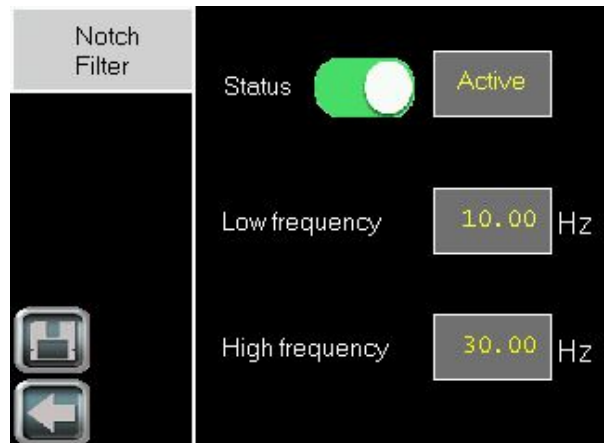 Notch
Filter
Status
Active
Low frequency
10.00 Hz
High frequency
30.00 Hz